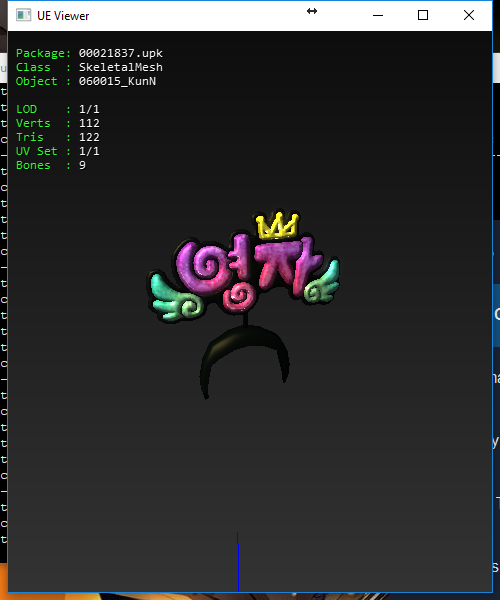 UE Viewer
Package: 00021837.upk
Class : SkeletalMesh
Object : 060015_KunN
LOD : 1/1
Verts : 112
Tris : 122
UV Set : 1/1
Bones : 9
영자